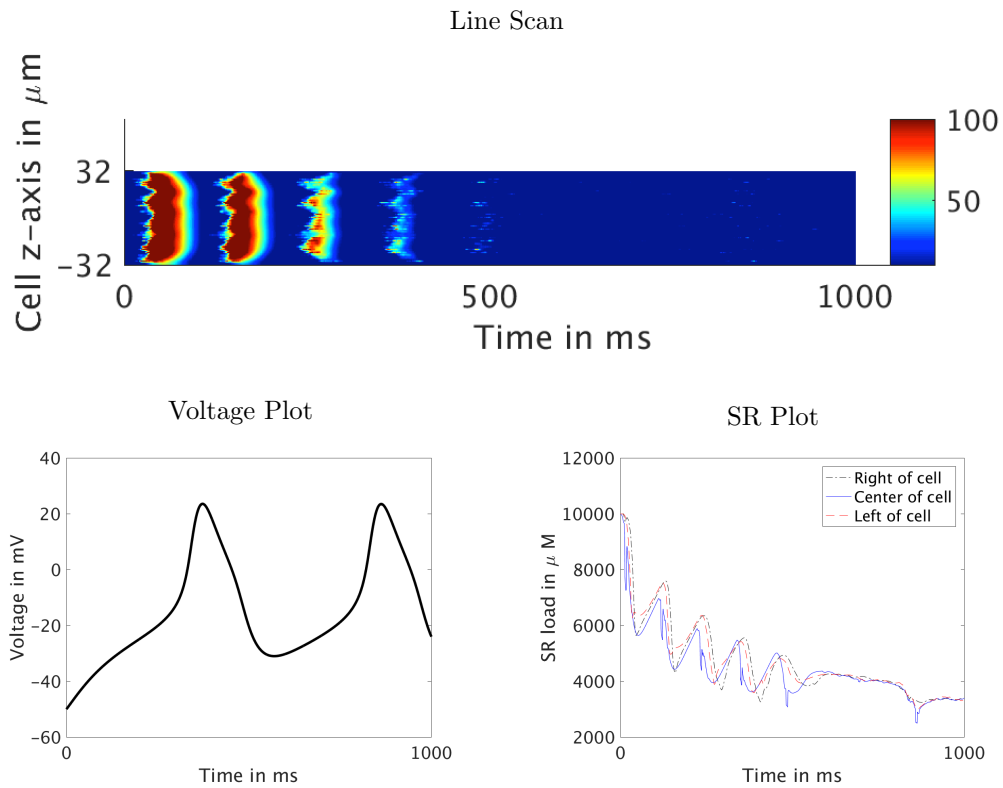 Line Scan
Cell z-axis in μm
32
-32
0
500
1000
Time in ms
100
50
Voltage Plot
Voltage in mV
40
20
0
-20
-40
-60
0
1000
Time in ms
SR Plot
SR load in μ M
12000
10000
8000
6000
4000
2000
0
1000
Time in ms
Right of cell
Center of cell
Left of cell